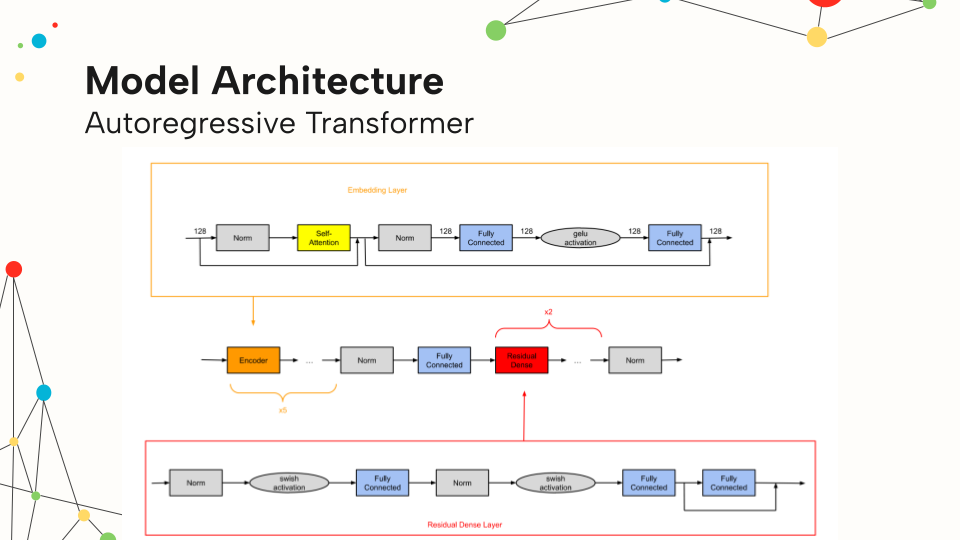 Model Architecture
Autoregressive Transformer
Embedding Layer
128
Norm
Self-
Attention
Norm
128
Fully
Connected
128
gelu
activation
128
Fully
Connected
128
x2
Encoder
...
Norm
Fully
Connected
Residual
Dense
...
Norm
Norm
swish
activation
Fully
Connected
Norm
swish
activation
Fully
Connected
Fully
Connected
Residual Dense Layer